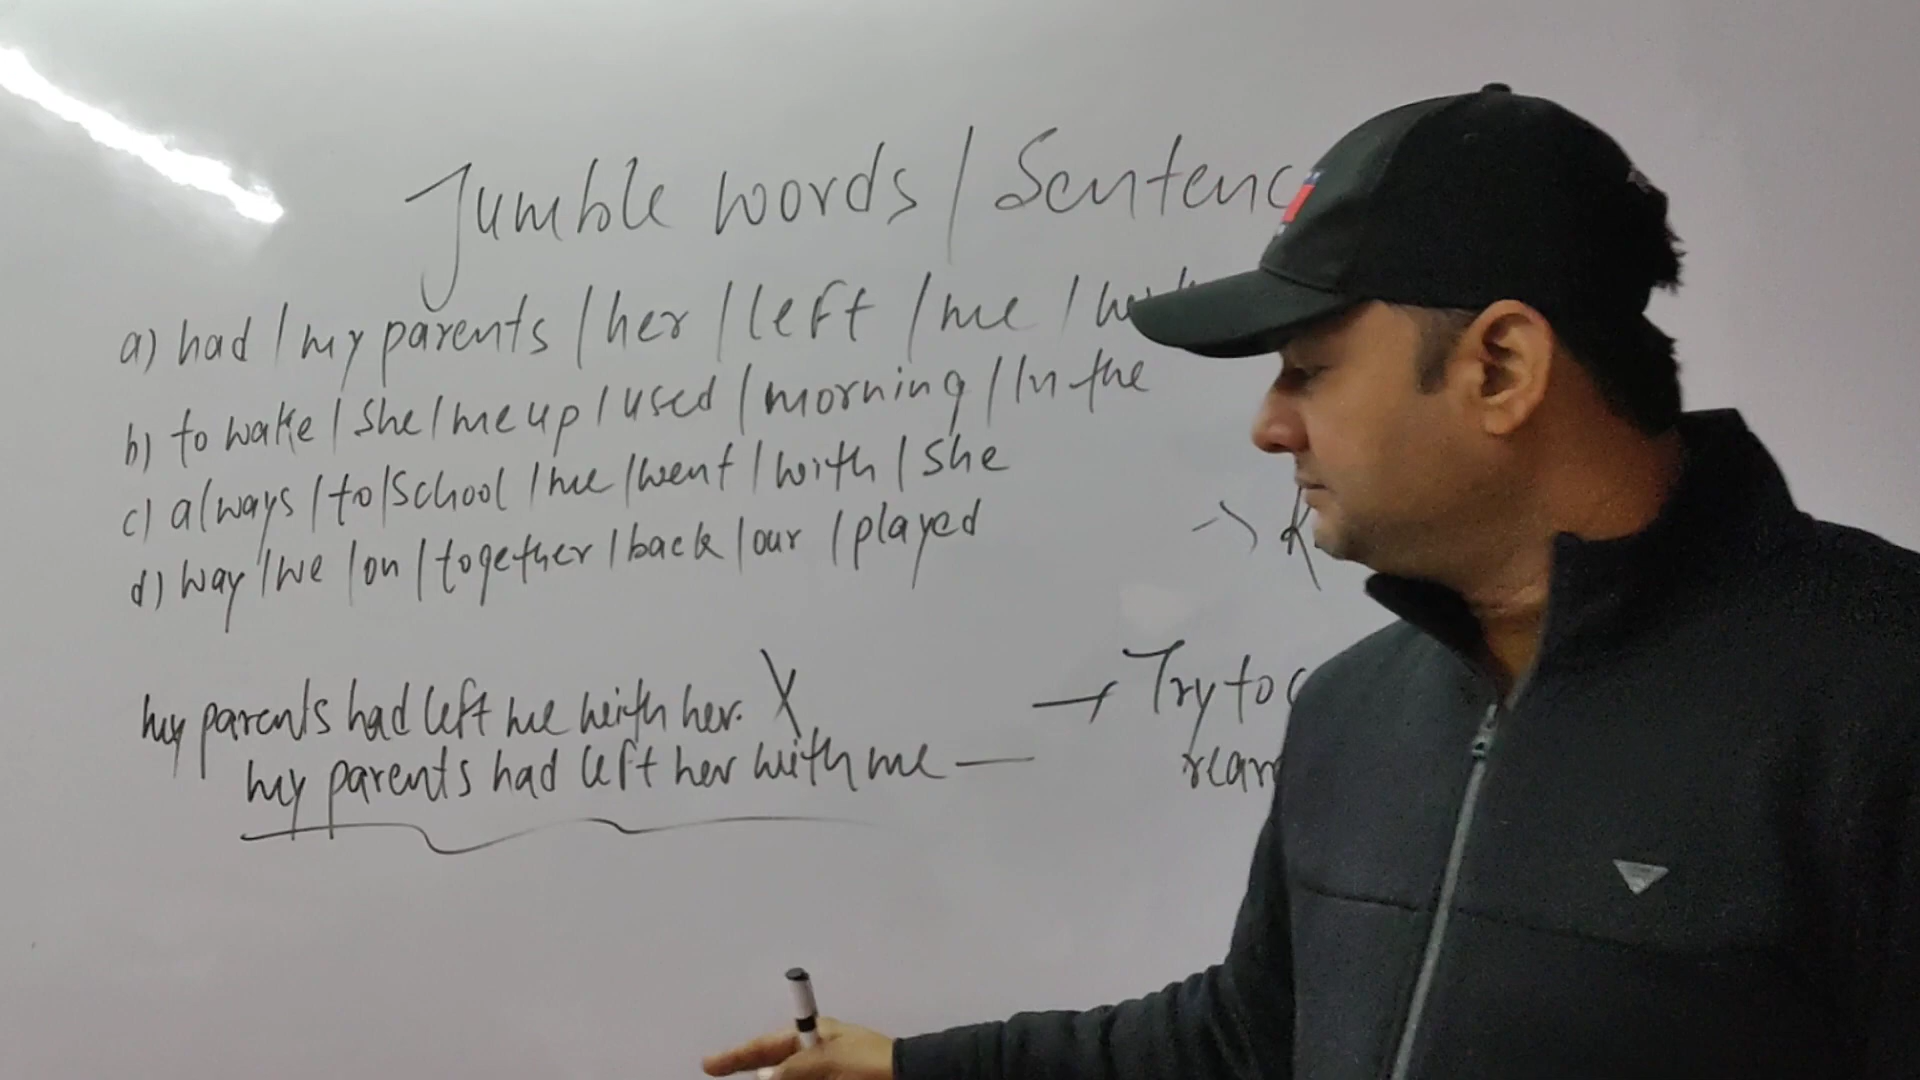 Jumble words / Sentenc
a) had / my parents / her / left / me /
b) to wake / She / me up / used / morning / In the
c) always / to / School / me / went / with / She
d) way / we / on / together / back / our / played
my parents had left me with her. X
my parents had left her with me —
→ Try to
rear